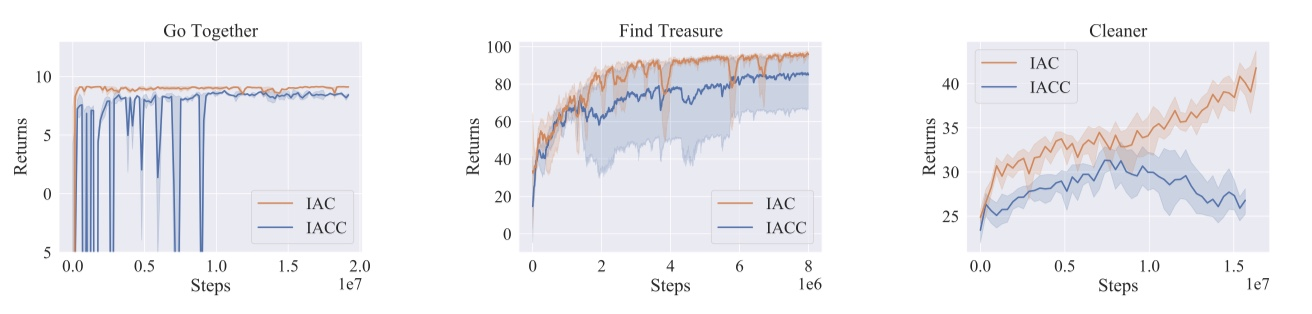 Go Together
10
5
0
5
Returns
IAC
IACC
0.0 0.5 1.0 1.5 2.0
Steps
1e7
Find Treasure
100
80
60
40
20
0
Returns
IAC
IACC
0 2 4 6 8
Steps
1e6
Cleaner
IAC
IACC
40
35
30
25
Returns
0.0 0.5 1.0 1.5
Steps
1e7